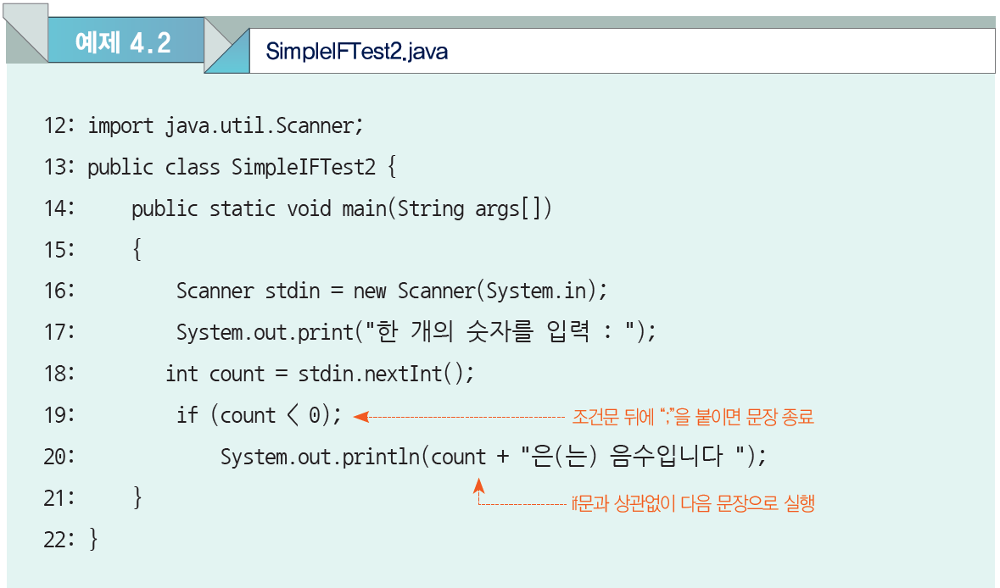 예제 4.2
SimpleIFTest2.java
12: import java.util.Scanner;
13: public class SimpleIFTest2 {
14:     public static void main(String args[])
15:     {
16:         Scanner stdin = new Scanner(System.in);
17:         System.out.print("한 개의 숫자를 입력 : ");
18:        int count = stdin.nextInt();
19:         if (count < 0); 조건문 뒤에 “;”을 붙이면 문장 종료
20:             System.out.println(count + "은(는) 음수입니다 ");
21:     } if문과 상관없이 다음 문장으로 실행
22: }